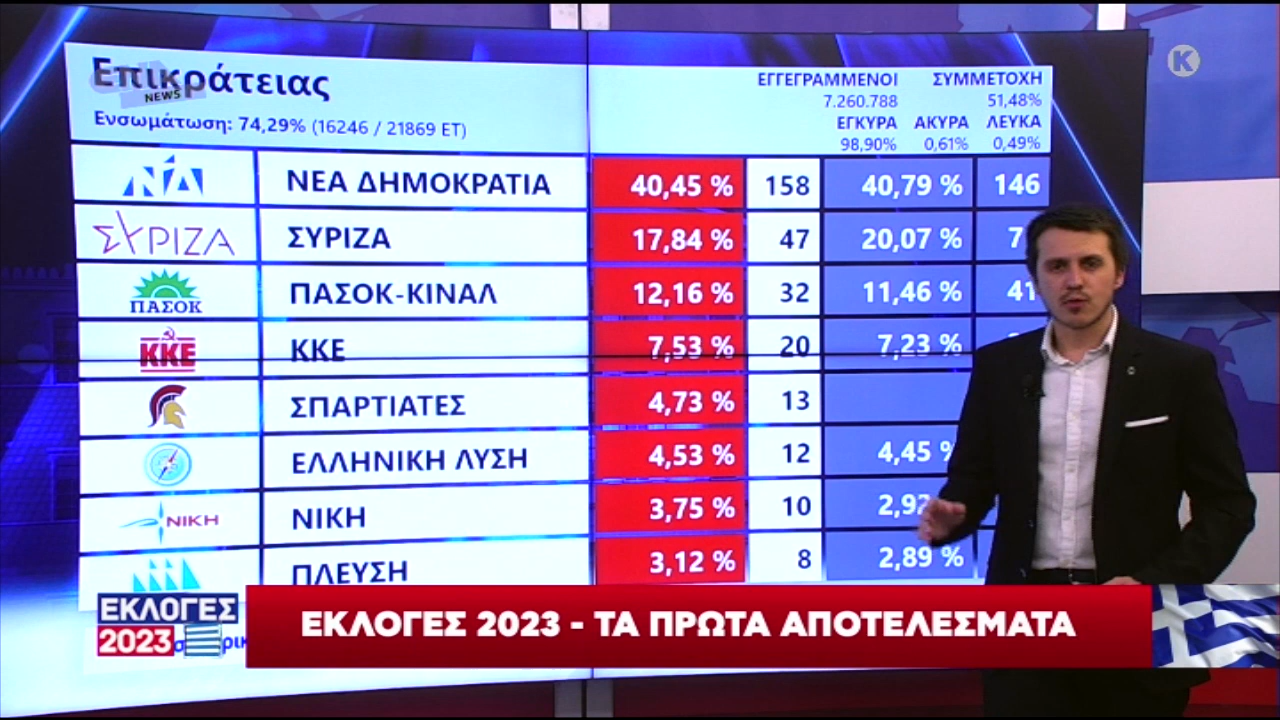 Επικράτειας
NEWS
Ενσωμάτωση: 74,29% (16246 / 21869 ΕΤ)
ΕΓΓΕΓΡΑΜΜΕΝΟΙ ΣΥΜΜΕΤΟΧΗ
7.260.788 51,48%
ΕΓΚΥΡΑ ΑΚΥΡΑ ΛΕΥΚΑ
98,90% 0,61% 0,49%
K
ΝΔ ΝΕΑ ΔΗΜΟΚΡΑΤΙΑ 40,45 % 158 40,79 % 146
ΣΥΡΙΖΑ ΣΥΡΙΖΑ 17,84 % 47 20,07 % 7
ΠΑΣΟΚ ΠΑΣΟΚ-ΚΙΝΑΛ 12,16 % 32 11,46 % 41
ΚΚΕ ΚΚΕ 7,53 % 20 7,23 %
ΣΠΑΡΤΙΑΤΕΣ 4,73 % 13
ΕΛΛΗΝΙΚΗ ΛΥΣΗ 4,53 % 12 4,45 %
ΝΙΚΗ ΝΙΚΗ 3,75 % 10 2,92
ΠΛΕΥΣΗ 3,12 % 8 2,89 %
ΕΚΛΟΓΕΣ
2023
ΕΚΛΟΓΕΣ 2023 - ΤΑ ΠΡΩΤΑ ΑΠΟΤΕΛΕΣΜΑΤΑ